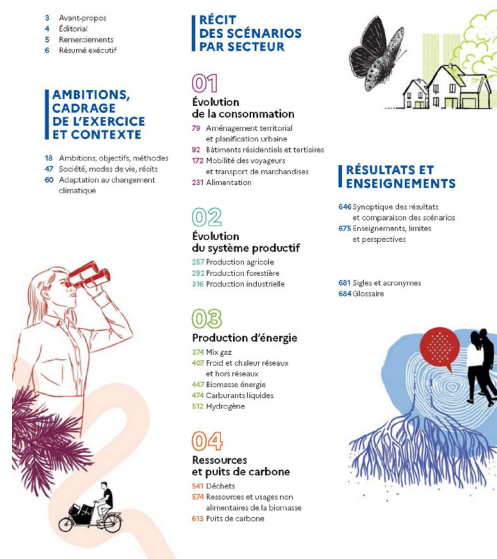 3 Avant-propos
4 Éditorial
5 Remerciements
6 Résumé exécutif
AMBITIONS,
CADRAGE
DE L'EXERCICE
ET CONTEXTE
18 Ambitions, objectifs, méthodes
47 Société, modes de vie, récits
60 Adaptation au changement
climatique
RÉCIT
DES SCÉNARIOS
PAR SECTEUR
01
Évolution
de la consommation
79 Aménagement territorial
et planification urbaine
92 Bâtiments résidentiels et tertiaires
172 Mobilité des voyageurs
et transport de marchandises
231 Alimentation
02
Évolution
du système productif
257 Production agricole
292 Production forestière
316 Production industrielle
03
Production d'énergie
374 Mix gaz
407 Froid et chaleur réseaux
et hors réseaux
447 Biomasse énergie
474 Carburants liquides
512 Hydrogène
04
Ressources
et puits de carbone
541 Déchets
574 Ressources et usages non
alimentaires de la biomasse
613 Puits de carbone
RÉSULTATS ET
ENSEIGNEMENTS
646 Synoptique des résultats
et comparaison des scénarios
675 Enseignements, limites
et perspectives
681 Sigles et acronymes
684 Glossaire